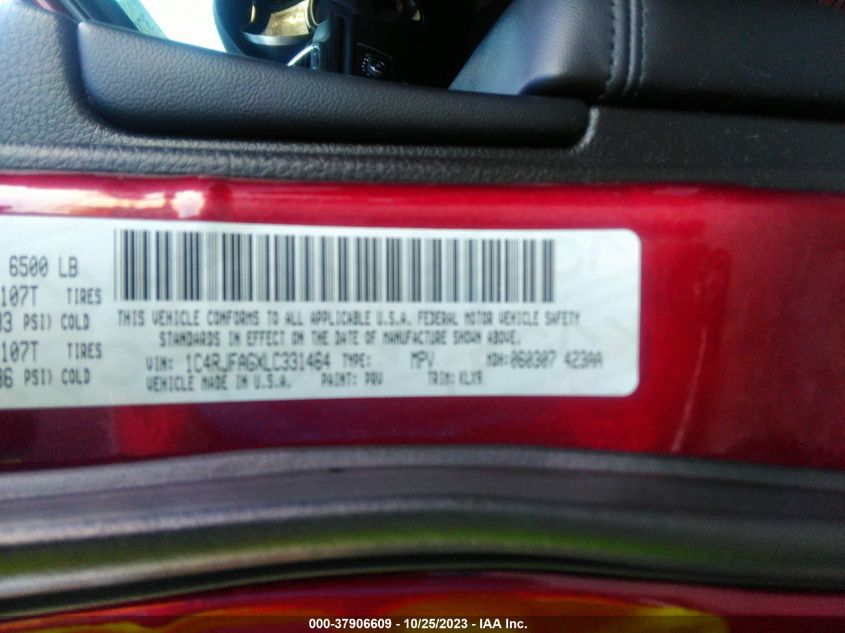 6500 LB
107T TIRES
PSI) COLD
107T TIRES
PSI) COLD
THIS VEHICLE CONFORMS TO ALL APPLICABLE U.S.A. FEDERAL MOTOR VEHICLE SAFETY
STANDARDS IN EFFECT ON THE DATE OF MANUFACTURE SHOWN ABOVE.
VIN: 1C4RJFAGXLC331464 TYPE: MPV MDH:060307 423AA
VEHICLE MADE IN U.S.A. PAINT: PRV TRIM: KLX9
000-37906609 - 10/25/2023 - IAA Inc.